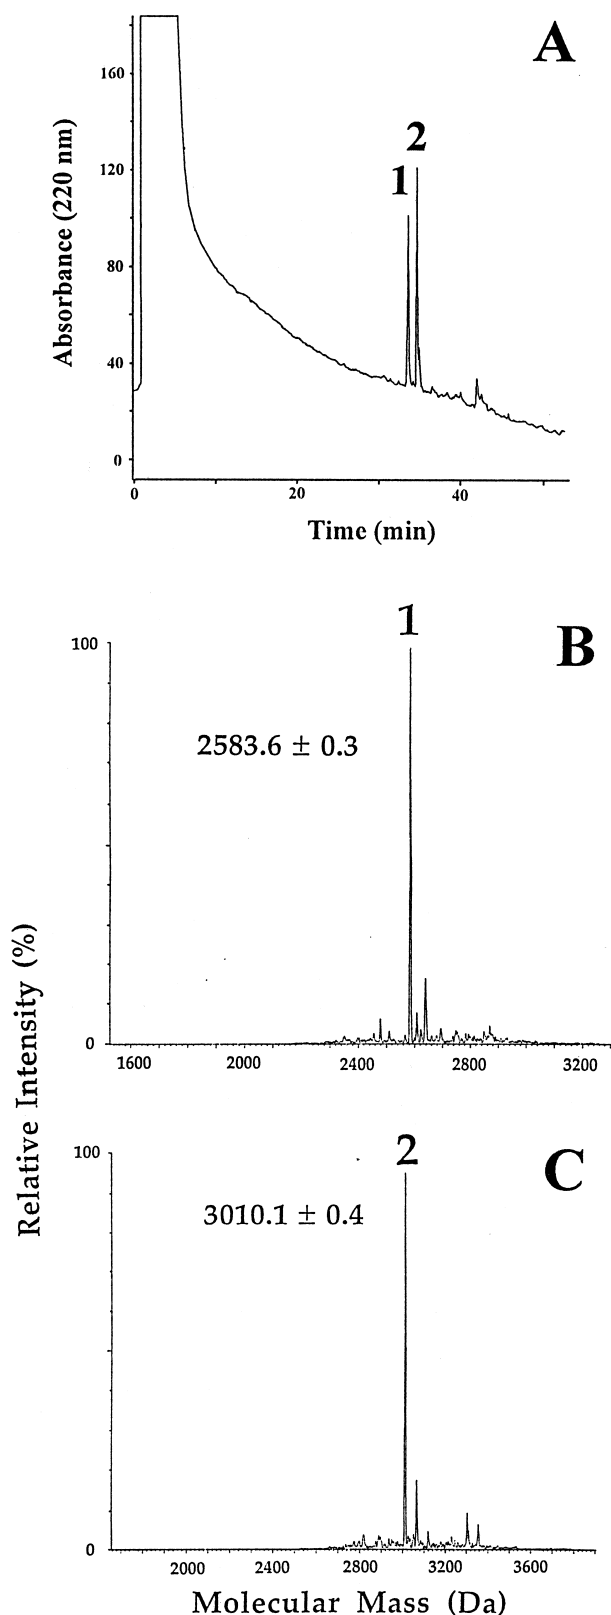 A
160
120
80
40
0
2
1
Absorbance (220 nm)
0
20
40
Time (min)
1
B
100
2583.6 ± 0.3
0
1600
2000
2400
2800
3200
Relative Intensity (%)
2
C
100
3010.1 ± 0.4
0
2000
2400
2800
3200
3600
Molecular Mass (Da)